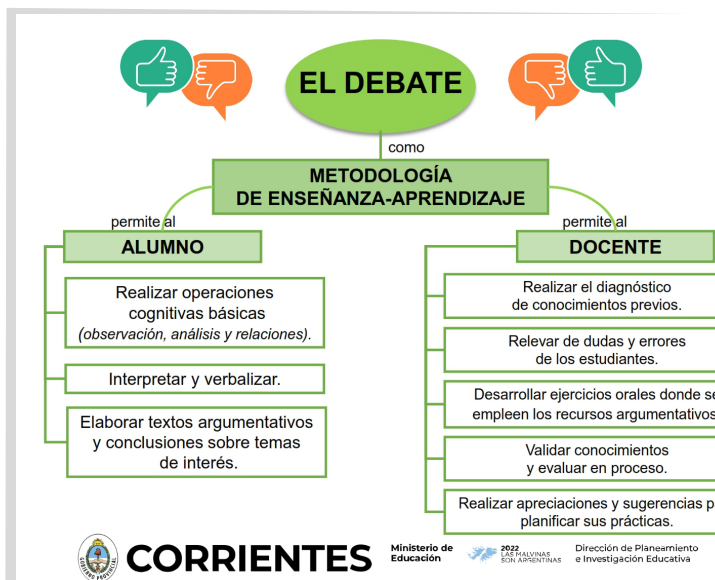 EL DEBATE
como
METODOLOGÍA
DE ENSEÑANZA-APRENDIZAJE
permite al
ALUMNO
Realizar operaciones
cognitivas básicas
(observación, análisis y relaciones).
Interpretar y verbalizar.
Elaborar textos argumentativos
y conclusiones sobre temas
de interés.
permite al
DOCENTE
Realizar el diagnóstico
de conocimientos previos.
Relevar de dudas y errores
de los estudiantes.
Desarrollar ejercicios orales donde se
empleen los recursos argumentativos
Validar conocimientos
y evaluar en proceso.
Realizar apreciaciones y sugerencias
planificar sus prácticas.
GOBIERNO PROVINCIAL
CORRIENTES
Ministerio de
Educación
2022
LAS MALVINAS
SON ARGENTINAS
Dirección de Planeamiento
e Investigación Educativa